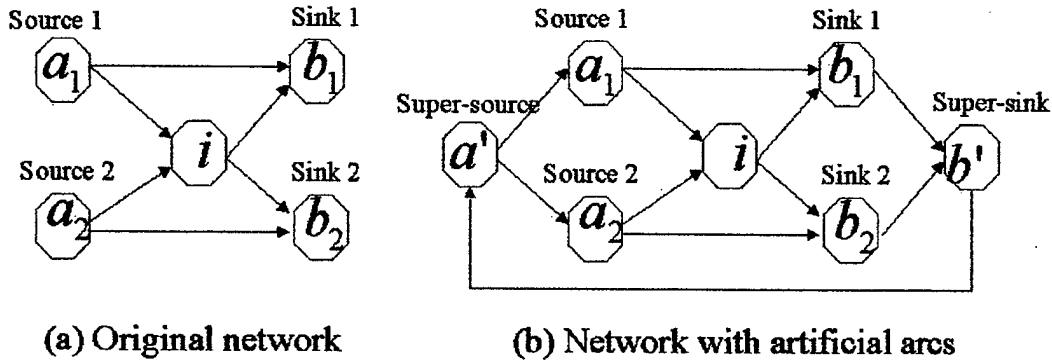 Source 1
Sink 1
a1
b1
i
Source 2
Sink 2
a2
b2
(a) Original network
Source 1
Sink 1
a1
b1
Super-source
Super-sink
a'
i
b'
Source 2
Sink 2
a2
b2
(b) Network with artificial arcs